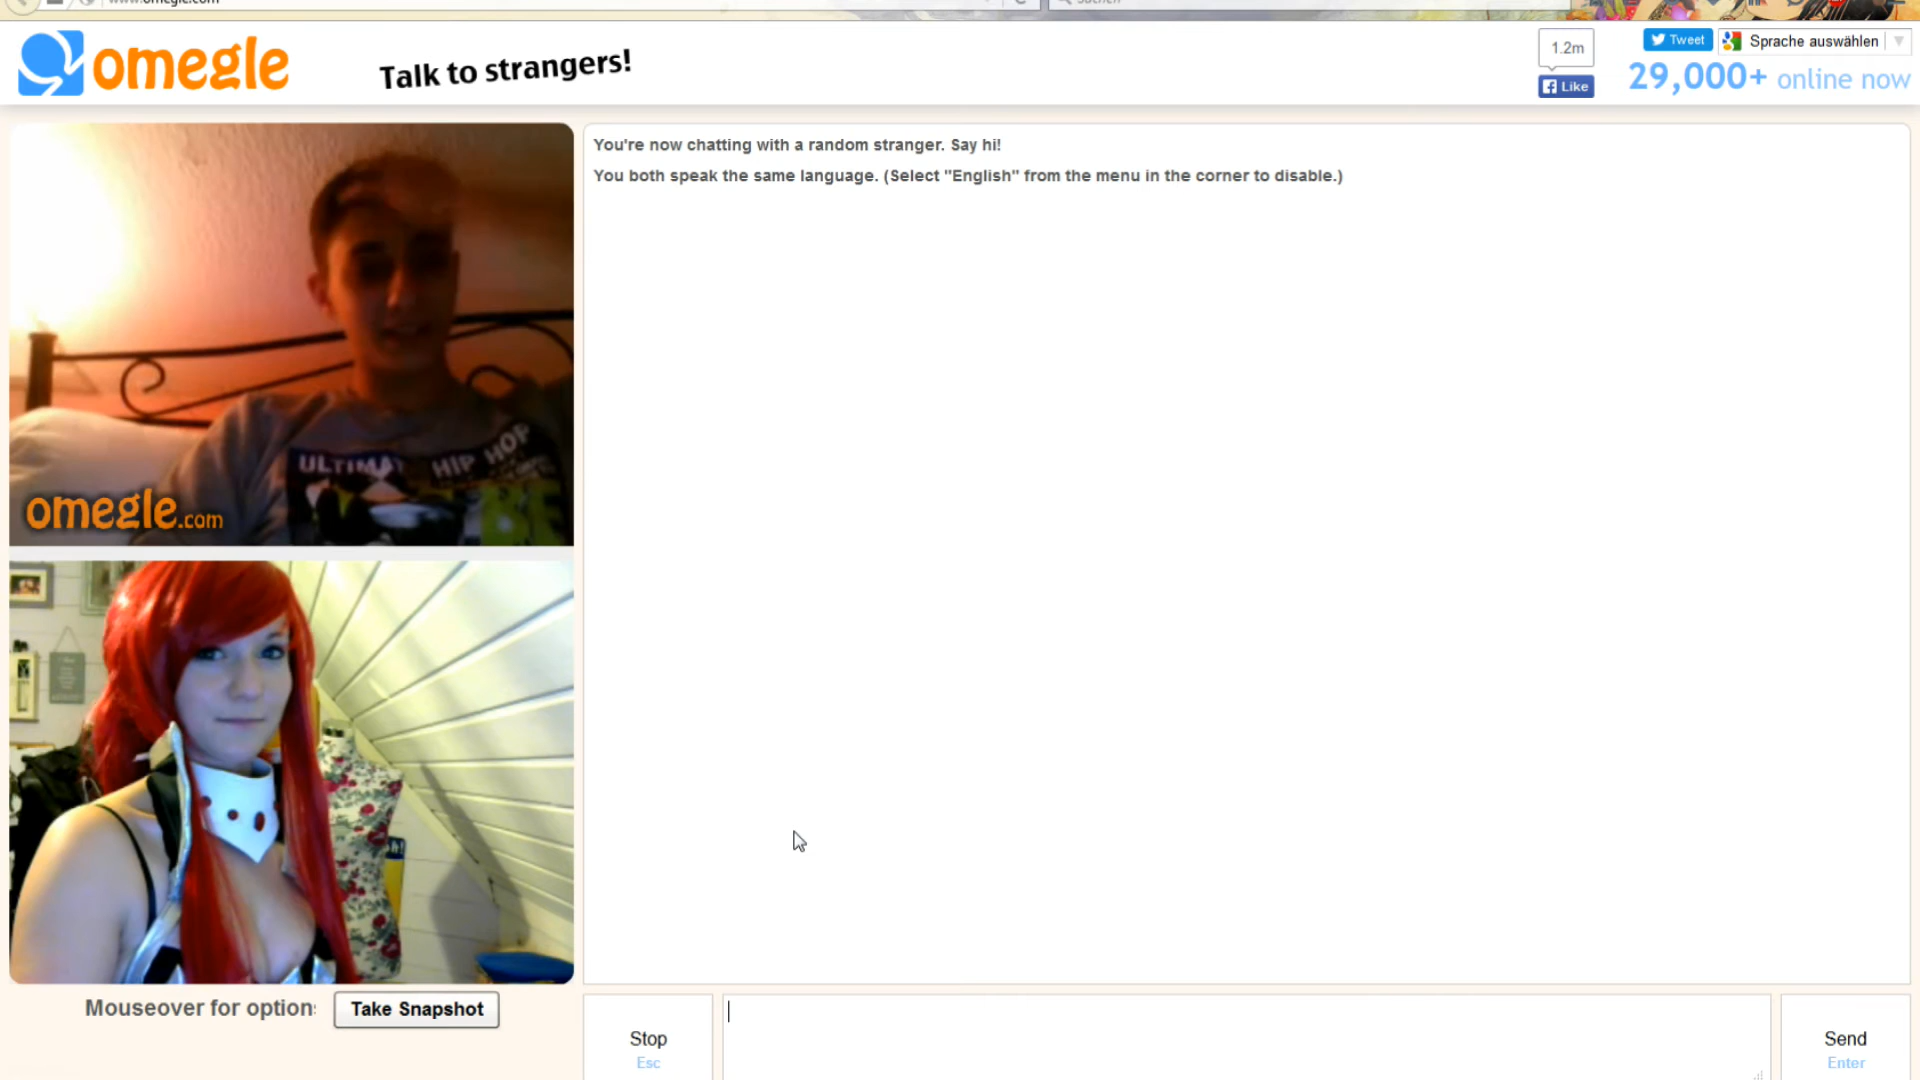 omegle
Talk to strangers!
1.2m
Like
Tweet
Sprache auswählen
29,000+ online now
You're now chatting with a random stranger. Say hi!
You both speak the same language. (Select "English" from the menu in the corner to disable.)
HIP HOP
omegle.com
Mouseover for option
Take Snapshot
Stop
Esc
Send
Enter